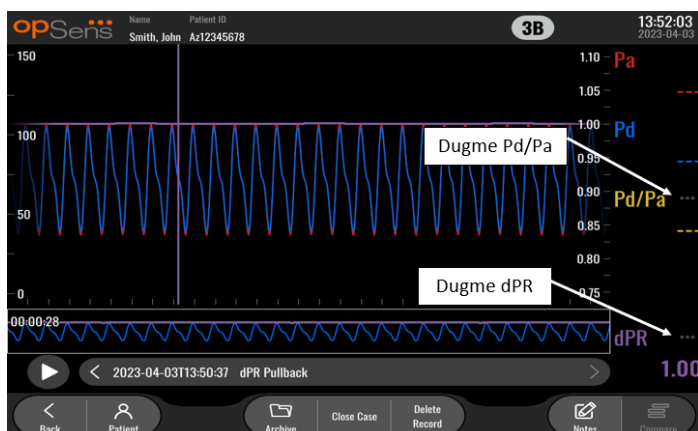 opSens
Name Patient ID
Smith, John Az12345678
3B
13:52:03
2023-04-03
150
1.10
Pa
1.05
---
100
1.00
Pd
Dugme Pd/Pa
0.95
---
0.90
Pd/Pa
...
50
0.85
---
0.80
Dugme dPR
0
0.75
00:00:28
dPR
...
2023-04-03T13:50:37 dPR Pullback
1.00
Back Patient Archive Close Case Delete Record Notes Compare